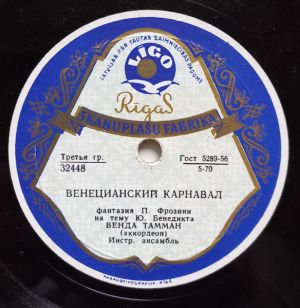 LATVIJAS PSR TAUTAS SAIMNIECĪBAS PADOME
LIGO
Rīgas
SKAŅUPLAŠU FABRIKA
Третья гр.
Гост 5289-56
32448
5-70
ВЕНЕЦИАНСКИЙ КАРНАВАЛ
фантазия П. Фрозини
на тему Ю. Бенедикта
ВЕНДА ТАММАН
(аккордеон)
Инстр. ансамбль